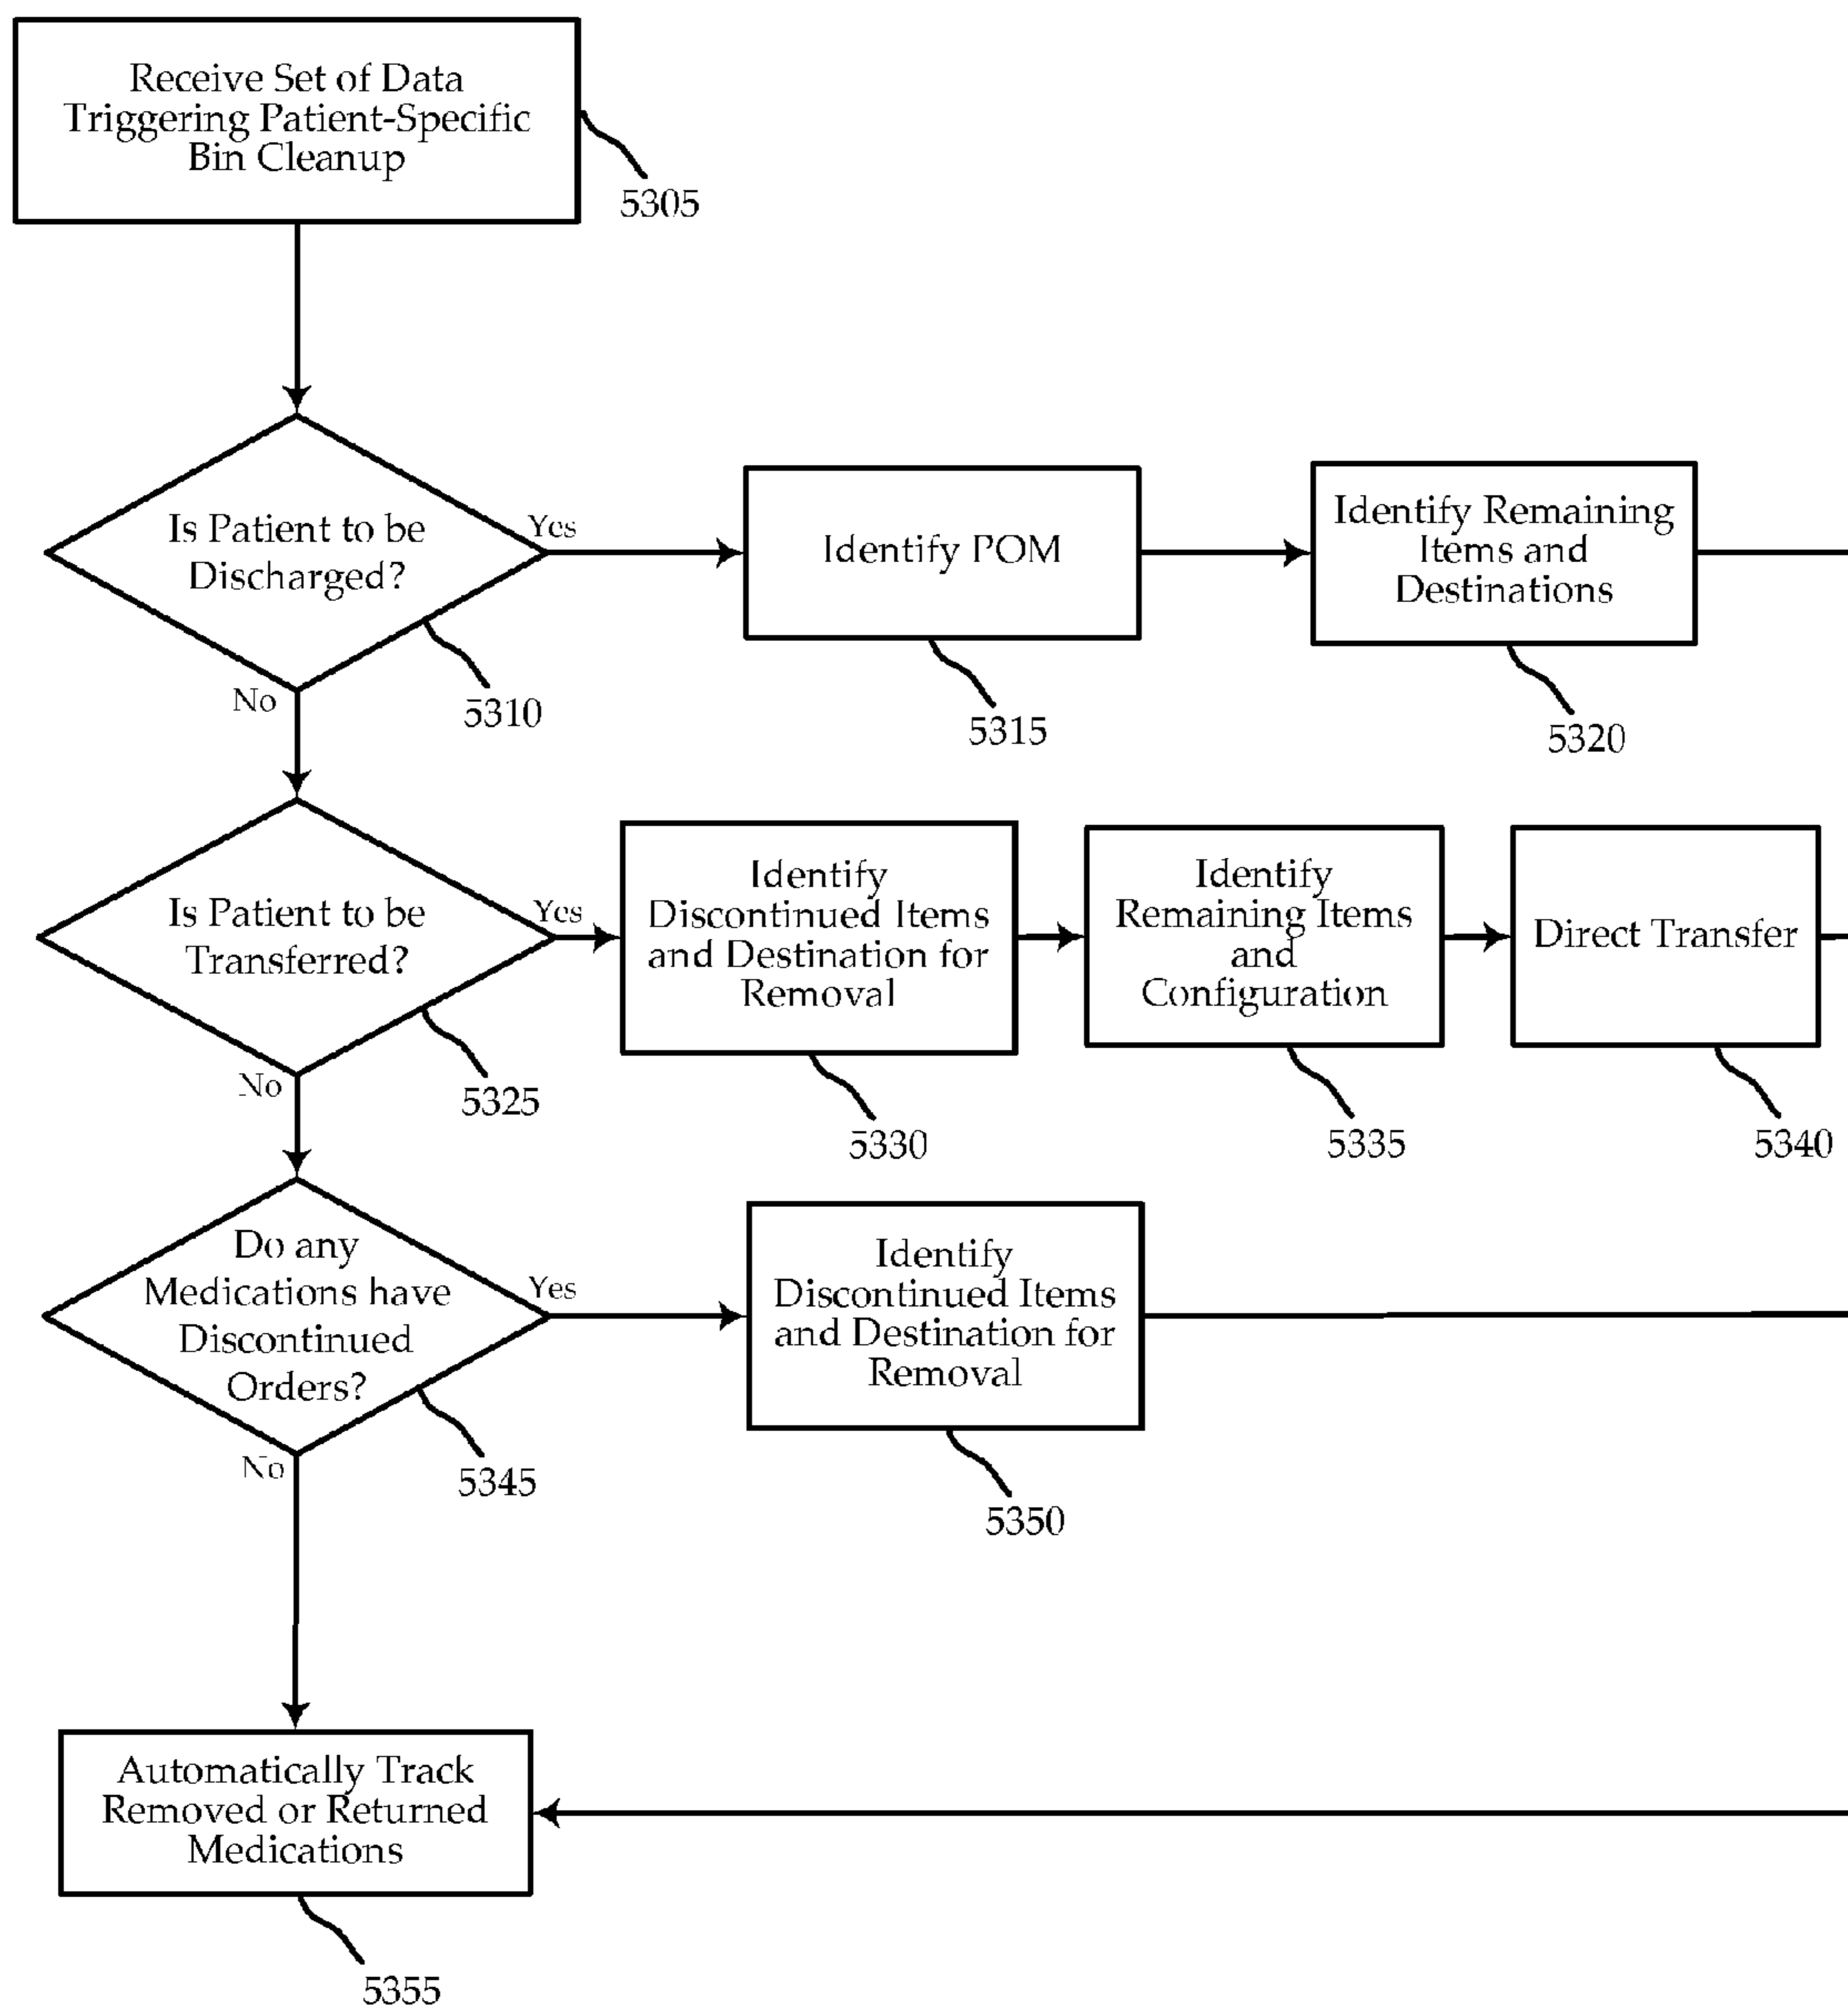 Receive Set of Data
Triggering Patient-Specific
Bin Cleanup
5305
Is Patient to be
Discharged?
Yes
No
5310
Identify POM
5315
Identify Remaining
Items and
Destinations
5320
Is Patient to be
Transferred?
Yes
No
5325
Identify
Discontinued Items
and Destination for
Removal
5330
Identify
Remaining Items
and
Configuration
5335
Direct Transfer
5340
Do any
Medications have
Discontinued
Orders?
Yes
No
5345
Identify
Discontinued Items
and Destination for
Removal
5350
Automatically Track
Removed or Returned
Medications
5355